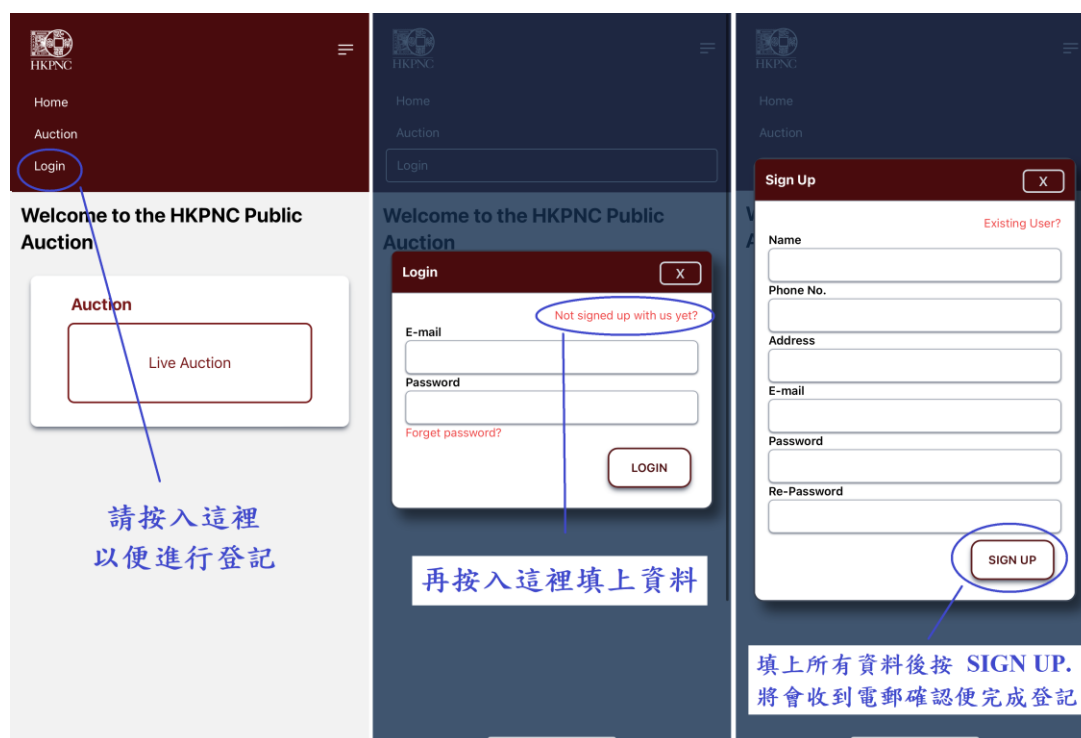 HKPNC
Home
Auction
Login
Welcome to the HKPNC Public
Auction
Auction
Live Auction
請按入這裡
以便進行登記
HKPNC
Home
Auction
Login
Welcome to the HKPNC Public
Auction
Login
X
Not signed up with us yet?
E-mail
Password
Forget password?
LOGIN
再按入這裡填上資料
HKPNC
Home
Auction
Sign Up
X
Existing User?
Name
Phone No.
Address
E-mail
Password
Re-Password
SIGN UP
填上所有資料後按 SIGN UP.
將會收到電郵確認便完成登記